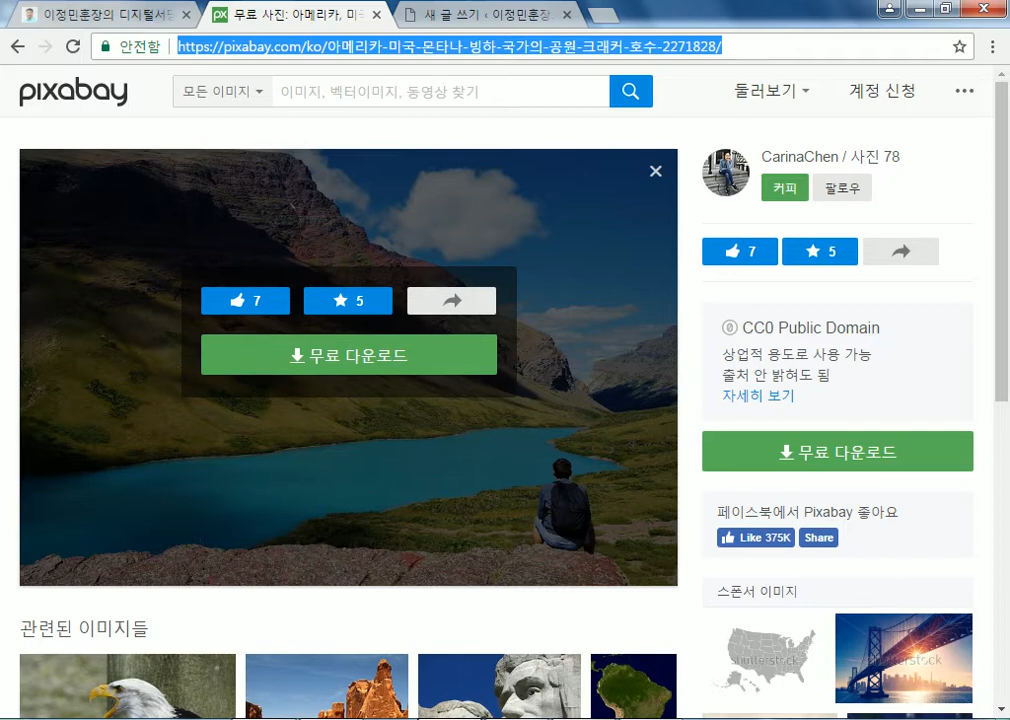 이정민훈장의 디지털서당
무료 사진: 아메리카, 미국
새 글 쓰기 ‹ 이정민훈장
안전함
https://pixabay.com/ko/아메리카-미국-몬타나-빙하-국가의-공원-크래커-호수-2271828/
pixabay
모든 이미지
이미지, 벡터이미지, 동영상 찾기
둘러보기
계정 신청
CarinaChen / 사진 78
커피
팔로우
7
5
7
5
무료 다운로드
CC0 Public Domain
상업적 용도로 사용 가능
출처 안 밝혀도 됨
자세히 보기
무료 다운로드
페이스북에서 Pixabay 좋아요
Like 375K
Share
스폰서 이미지
관련된 이미지들
shutterstock
shutterstock